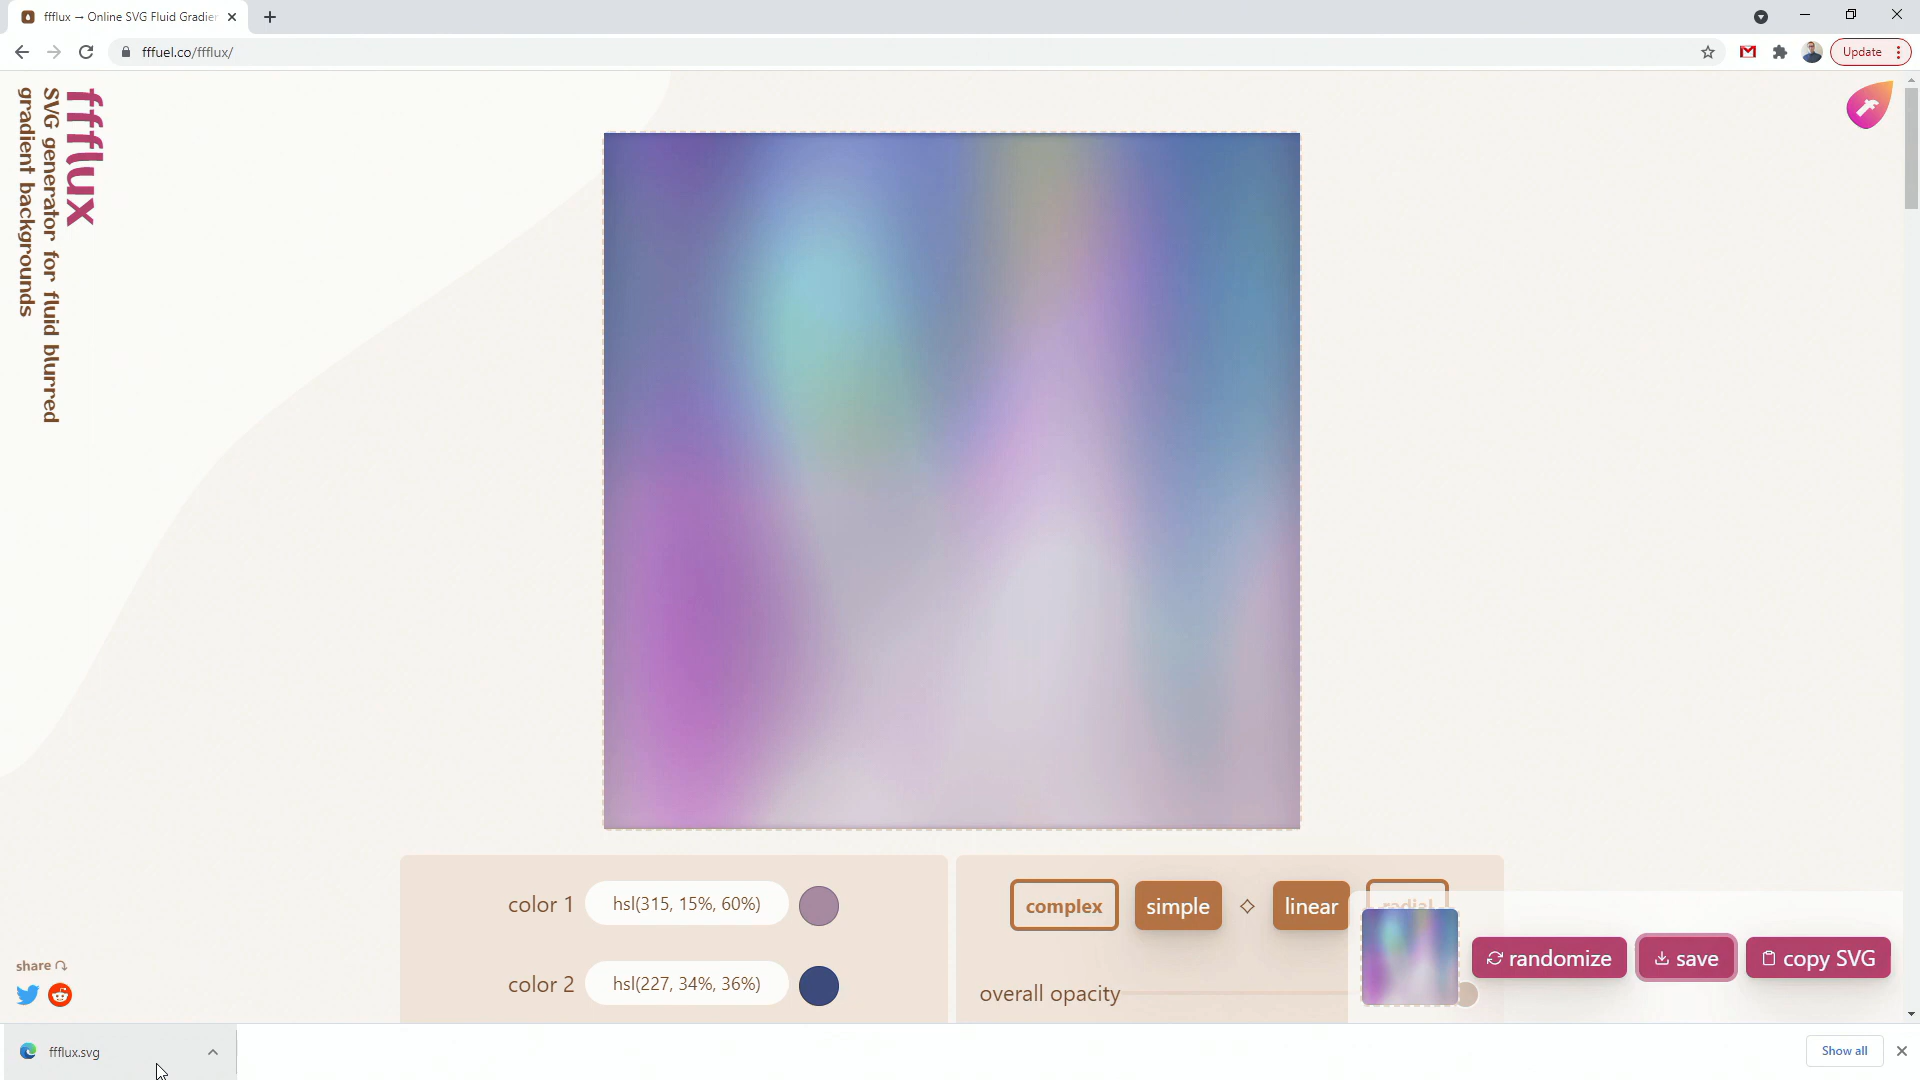 ffflux → Online SVG Fluid Gradier
fffuel.co/ffflux/
Update
ffflux
SVG generator for fluid blurred
gradient backgrounds
color 1
hsl(315, 15%, 60%)
color 2
hsl(227, 34%, 36%)
complex
simple
linear
radial
overall opacity
randomize
save
copy SVG
share
ffflux.svg
Show all